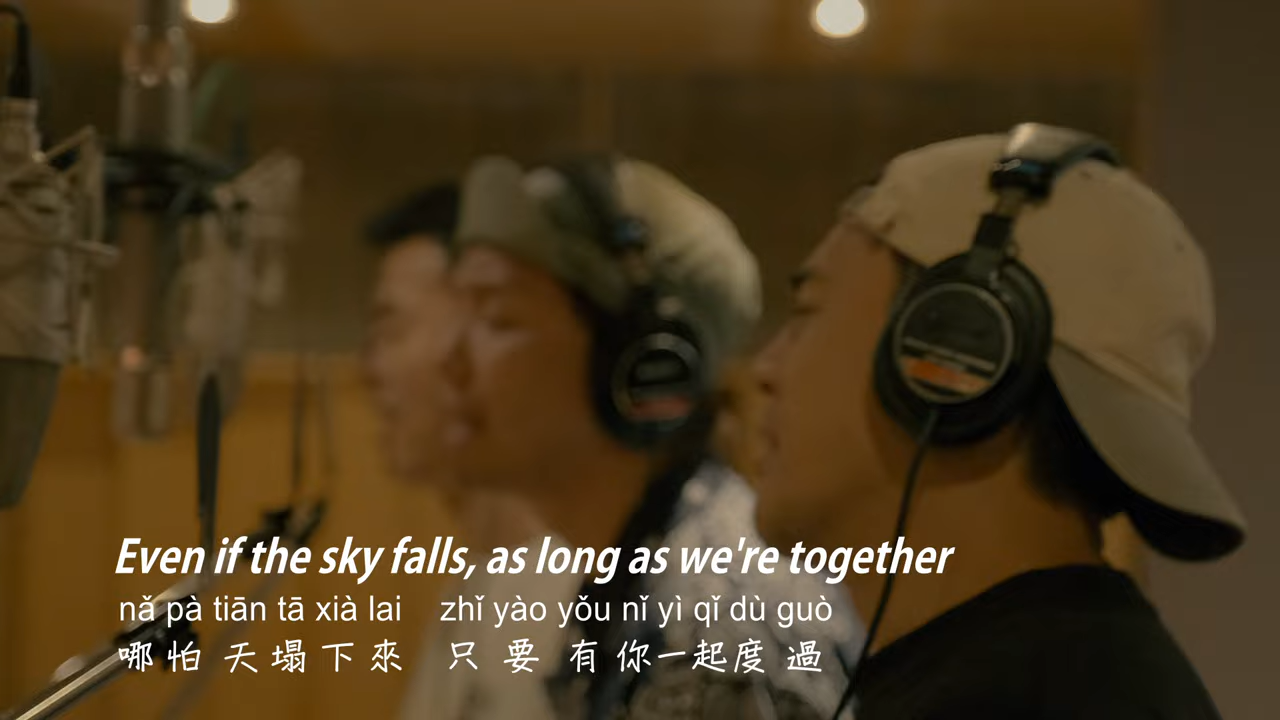 Even if the sky falls, as long as we're together
nǎ pà tiān tā xià lai zhǐ yào yǒu nǐ yì qǐ dù guò
哪怕天塌下來 只要有你一起度過